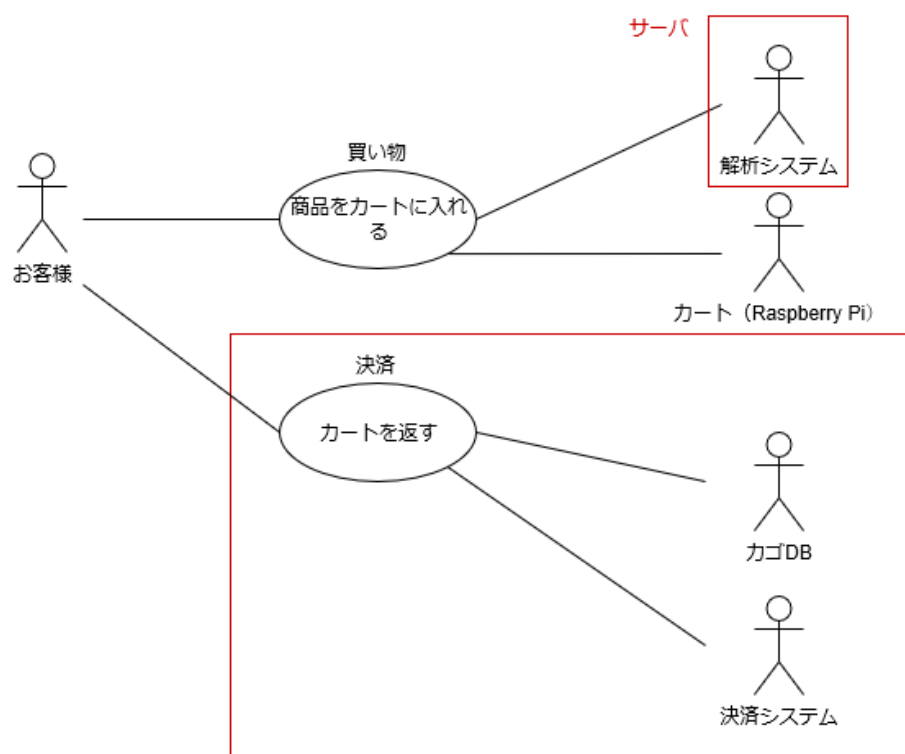 サーバ
解析システム
買い物
商品をカートに入れ
る
お客様
カート（Raspberry Pi）
決済
カートを返す
カゴDB
決済システム